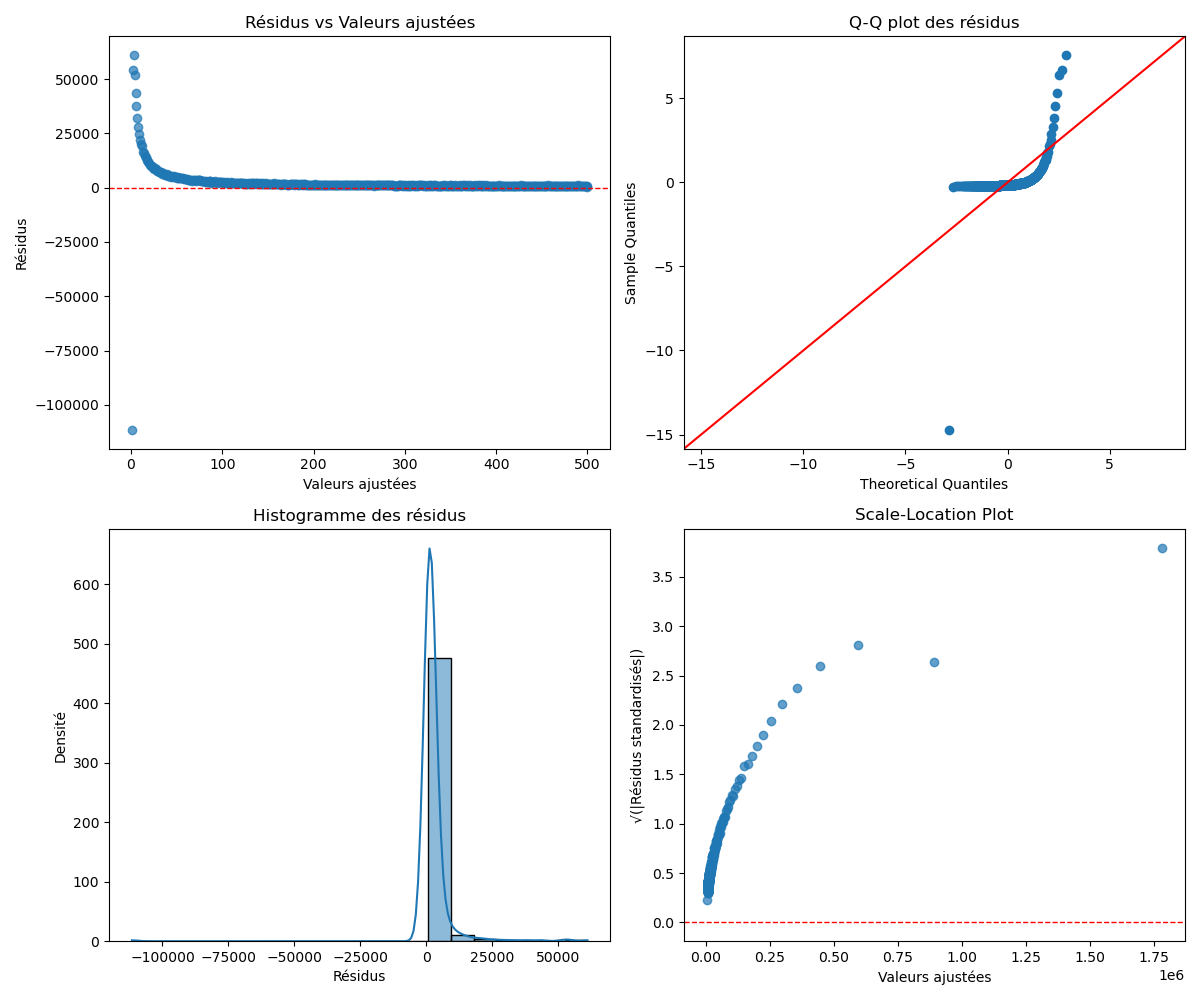 Résidus vs Valeurs ajustées
50000
25000
0
−25000
−50000
−75000
−100000
Résidus
0 100 200 300 400 500
Valeurs ajustées
Q-Q plot des résidus
5
0
−5
−10
−15
Sample Quantiles
−15 −10 −5 0 5
Theoretical Quantiles
Histogramme des résidus
600
500
400
300
200
100
0
Densité
−100000 −75000 −50000 −25000 0 25000 50000
Résidus
Scale-Location Plot
3.5
3.0
2.5
2.0
1.5
1.0
0.5
0.0
√(|Résidus standardisés|)
0.00 0.25 0.50 0.75 1.00 1.25 1.50 1.75
1e6
Valeurs ajustées